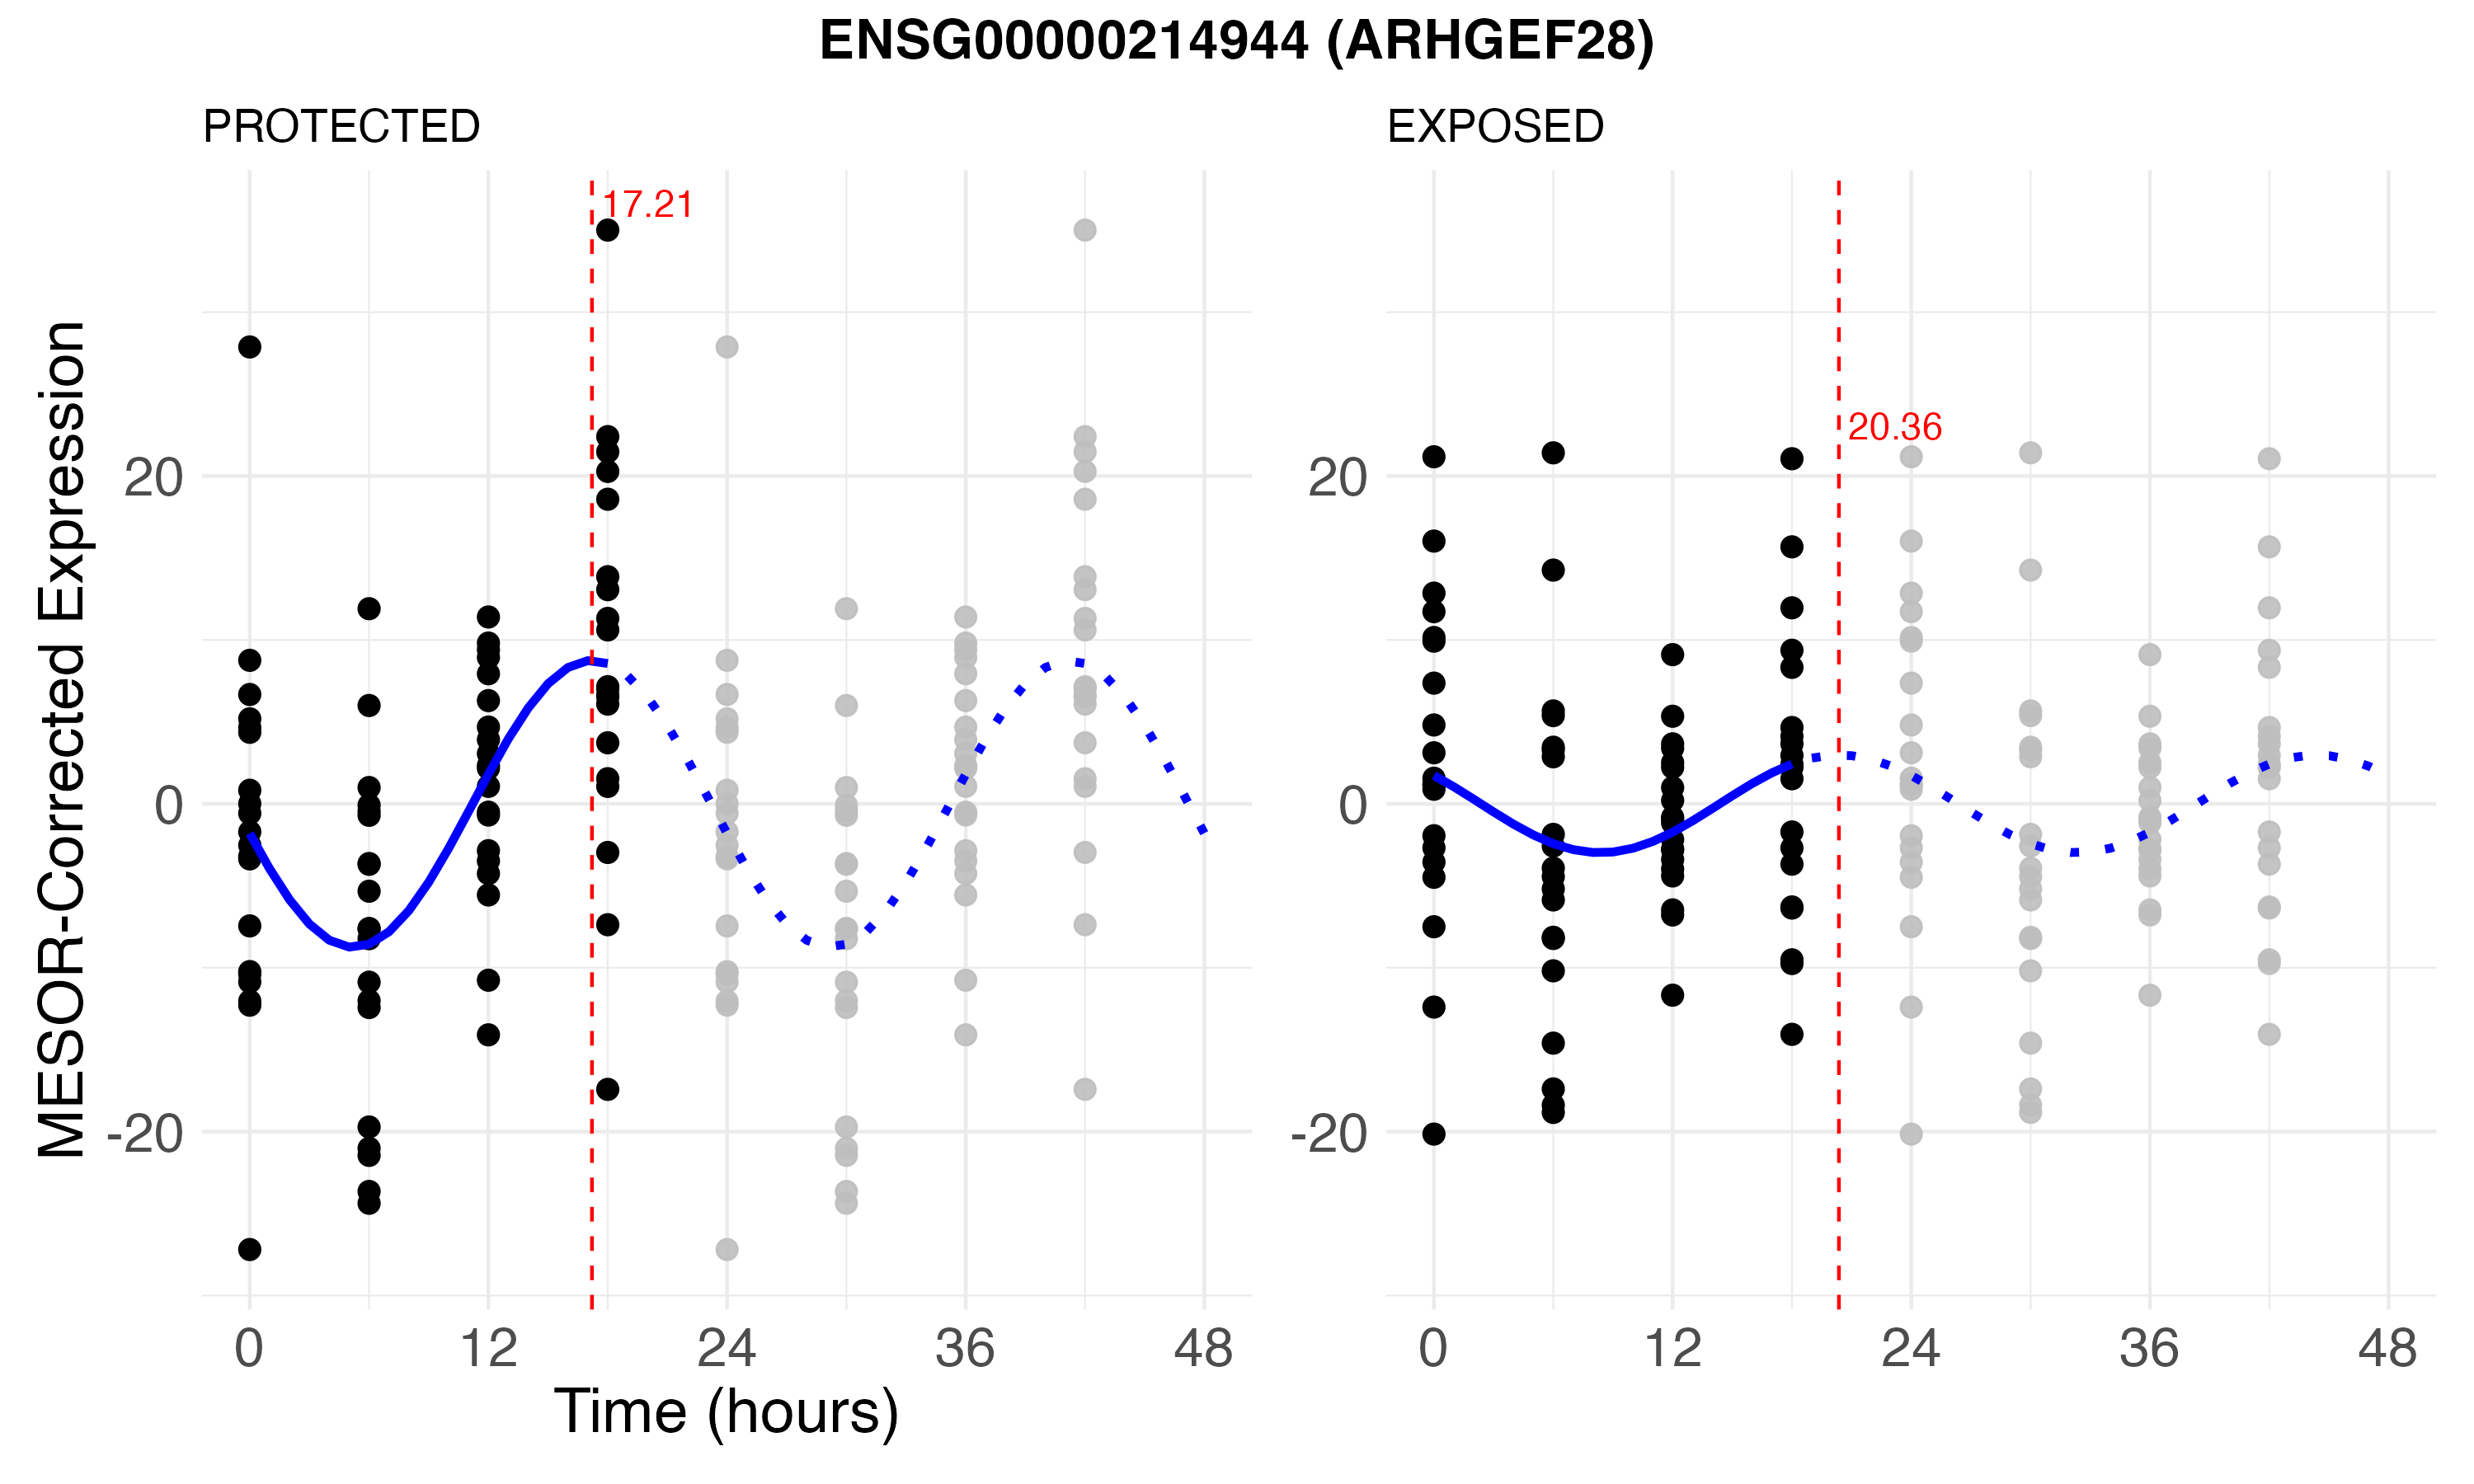 ENSG00000214944 (ARHGEF28)
PROTECTED
EXPOSED
MESOR-Corrected Expression
17.21
20.36
20
0
-20
20
0
-20
0 12 24 36 48
0 12 24 36 48
Time (hours)